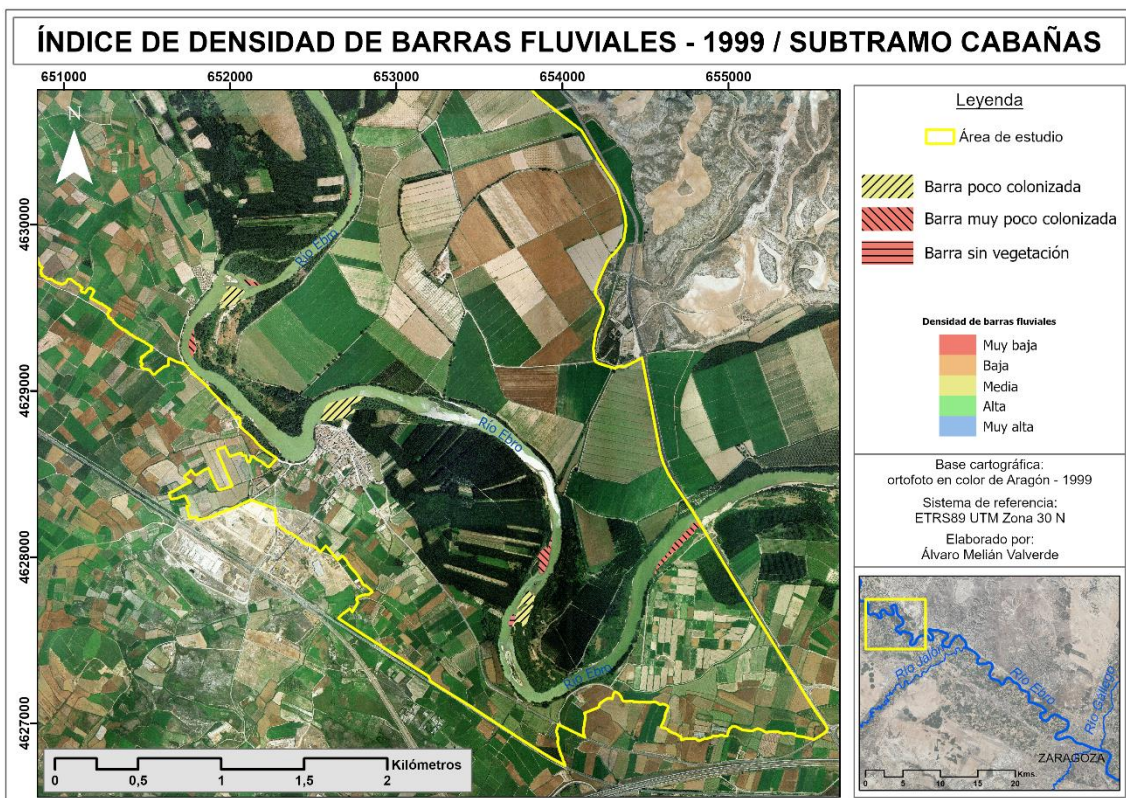 ÍNDICE DE DENSIDAD DE BARRAS FLUVIALES - 1999 / SUBTRAMO CABAÑAS
651000
652000
653000
654000
655000
N
4630000
4629000
4628000
4627000
Río Ebro
Río Ebro
Río Ebro
0
0,5
1
1,5
2
Kilómetros
Leyenda
Área de estudio
Barra poco colonizada
Barra muy poco colonizada
Barra sin vegetación
Densidad de barras fluviales
Muy baja
Baja
Media
Alta
Muy alta
Base cartográfica:
ortofoto en color de Aragón - 1999
Sistema de referencia:
ETRS89 UTM Zona 30 N
Elaborado por:
Álvaro Melián Valverde
Río Jalón
Río Ebro
Río Gállego
ZARAGOZA
0
5
10
20
Kms